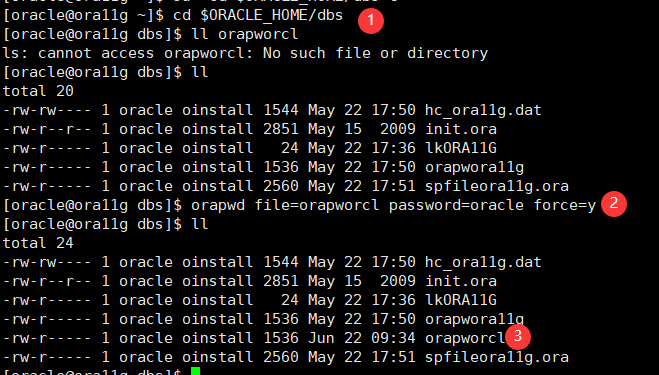 [oracle@ora11g ~]$ cd $ORACLE_HOME/dbs 1
[oracle@ora11g dbs]$ ll orapworcl
ls: cannot access orapworcl: No such file or directory
[oracle@ora11g dbs]$ ll
total 20
-rw-rw---- 1 oracle oinstall 1544 May 22 17:50 hc_ora11g.dat
-rw-r--r-- 1 oracle oinstall 2851 May 15  2009 init.ora
-rw-r----- 1 oracle oinstall   24 May 22 17:36 lkORA11G
-rw-r----- 1 oracle oinstall 1536 May 22 17:50 orapwora11g
-rw-r----- 1 oracle oinstall 2560 May 22 17:51 spfileora11g.ora
[oracle@ora11g dbs]$ orapwd file=orapworcl password=oracle force=y 2
[oracle@ora11g dbs]$ ll
total 24
-rw-rw---- 1 oracle oinstall 1544 May 22 17:50 hc_ora11g.dat
-rw-r--r-- 1 oracle oinstall 2851 May 15  2009 init.ora
-rw-r----- 1 oracle oinstall   24 May 22 17:36 lkORA11G
-rw-r----- 1 oracle oinstall 1536 May 22 17:50 orapwora11g
-rw-r----- 1 oracle oinstall 1536 Jun 22 09:34 orapworcl 3
-rw-r----- 1 oracle oinstall 2560 May 22 17:51 spfileora11g.ora
[oracle@ora11g dbs]$